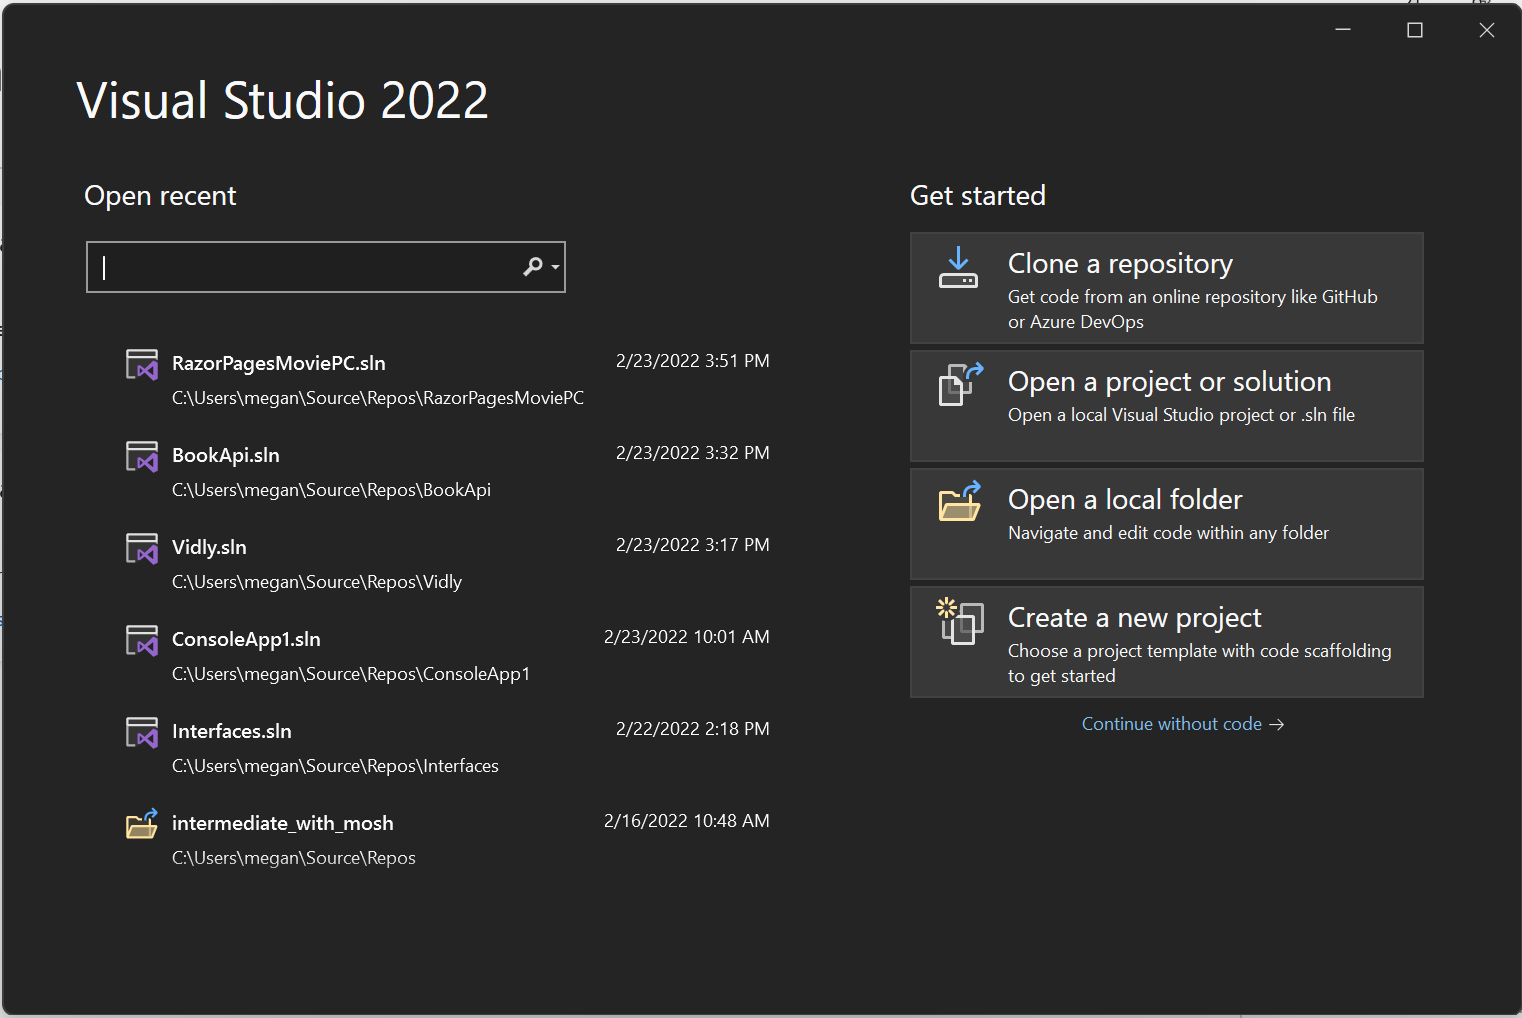 Visual Studio 2022
Open recent
RazorPagesMoviePC.sln 2/23/2022 3:51 PM
C:\Users\megan\Source\Repos\RazorPagesMoviePC
BookApi.sln 2/23/2022 3:32 PM
C:\Users\megan\Source\Repos\BookApi
Vidly.sln 2/23/2022 3:17 PM
C:\Users\megan\Source\Repos\Vidly
ConsoleApp1.sln 2/23/2022 10:01 AM
C:\Users\megan\Source\Repos\ConsoleApp1
Interfaces.sln 2/22/2022 2:18 PM
C:\Users\megan\Source\Repos\Interfaces
intermediate_with_mosh 2/16/2022 10:48 AM
C:\Users\megan\Source\Repos
Get started
Clone a repository
Get code from an online repository like GitHub
or Azure DevOps
Open a project or solution
Open a local Visual Studio project or .sln file
Open a local folder
Navigate and edit code within any folder
Create a new project
Choose a project template with code scaffolding
to get started
Continue without code →